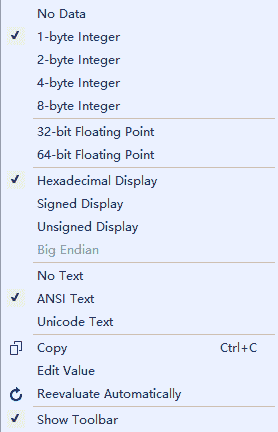 No Data
1-byte Integer
2-byte Integer
4-byte Integer
8-byte Integer
32-bit Floating Point
64-bit Floating Point
Hexadecimal Display
Signed Display
Unsigned Display
Big Endian
No Text
ANSI Text
Unicode Text
Copy Ctrl+C
Edit Value
Reevaluate Automatically
Show Toolbar